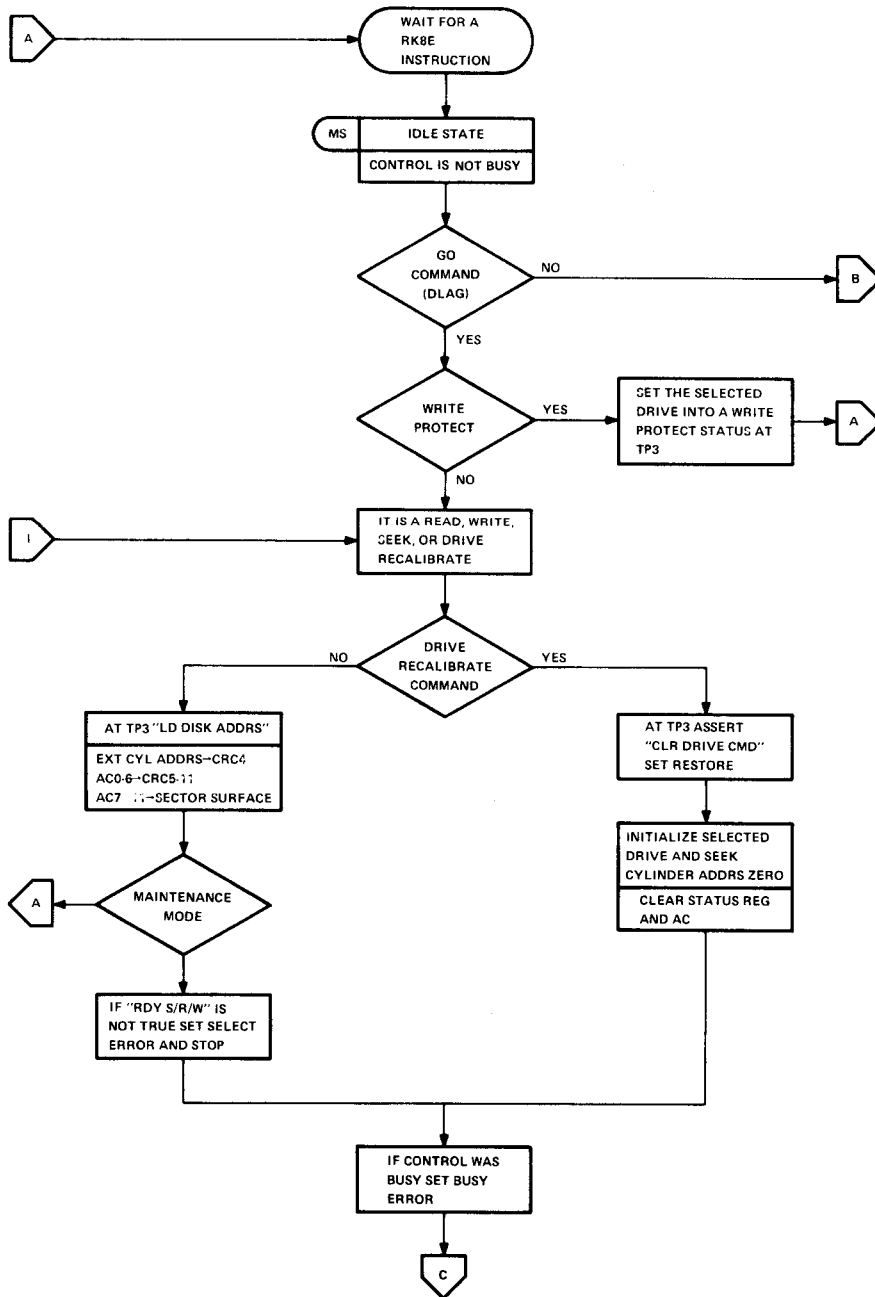 A
WAIT FOR A
RK8E
INSTRUCTION
MS
IDLE STATE
CONTROL IS NOT BUSY
GO
COMMAND
(DLAG)
NO
B
YES
WRITE
PROTECT
YES
SET THE SELECTED
DRIVE INTO A WRITE
PROTECT STATUS AT
TP3
A
NO
I
IT IS A READ, WRITE,
SEEK, OR DRIVE
RECALIBRATE
DRIVE
RECALIBRATE
COMMAND
NO
YES
AT TP3 "LD DISK ADDRS"
EXT CYL ADDRS→CRC4
AC0-6→CRC5-11
AC7 →SECTOR SURFACE
AT TP3 ASSERT
"CLR DRIVE CMD"
SET RESTORE
INITIALIZE SELECTED
DRIVE AND SEEK
CYLINDER ADDRS ZERO
CLEAR STATUS REG
AND AC
MAINTENANCE
MODE
A
IF "RDY S/R/W" IS
NOT TRUE SET SELECT
ERROR AND STOP
IF CONTROL WAS
BUSY SET BUSY
ERROR
C